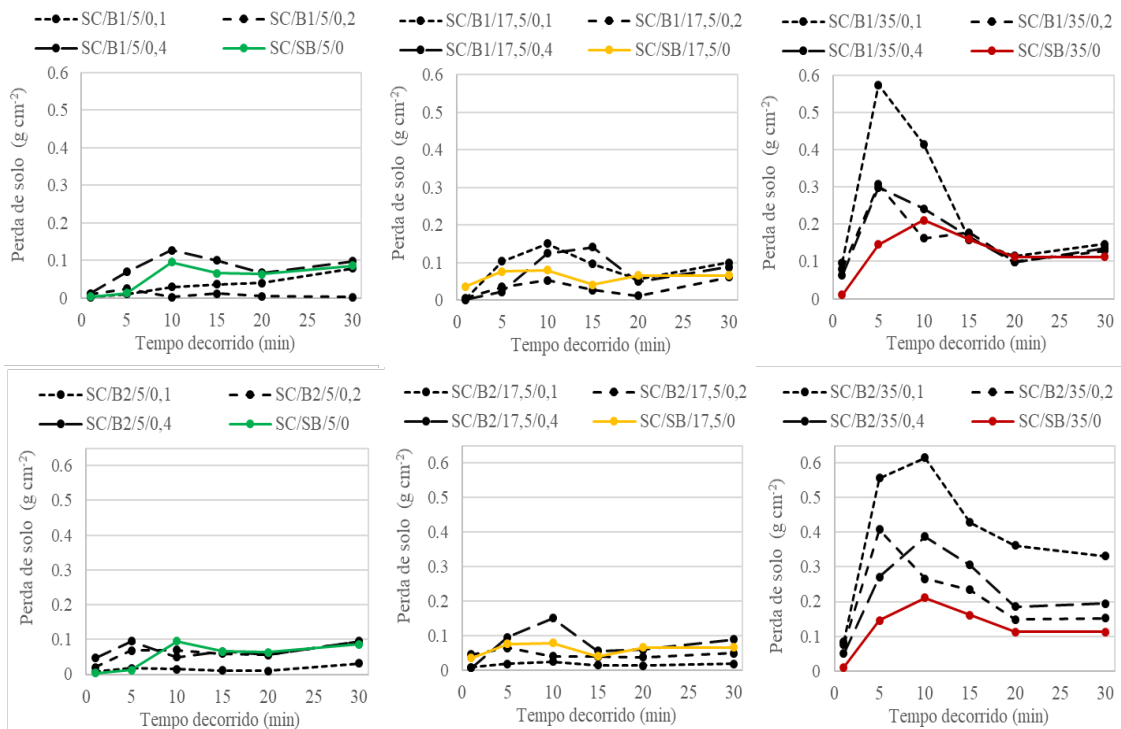 SC/B1/5/0,1 SC/B1/5/0,2
SC/B1/5/0,4 SC/SB/5/0
Perda de solo (g cm-2)
0.6
0.5
0.4
0.3
0.2
0.1
0
0 5 10 15 20 25 30
Tempo decorrido (min)
SC/B1/17,5/0,1 SC/B1/17,5/0,2
SC/B1/17,5/0,4 SC/SB/17,5/0
Perda de solo (g cm-2)
0.6
0.5
0.4
0.3
0.2
0.1
0
0 5 10 15 20 25 30
Tempo decorrido (min)
SC/B1/35/0,1 SC/B1/35/0,2
SC/B1/35/0,4 SC/SB/35/0
Perda de solo (g cm-2)
0.6
0.5
0.4
0.3
0.2
0.1
0
0 5 10 15 20 25 30
Tempo decorrido (min)
SC/B2/5/0,1 SC/B2/5/0,2
SC/B2/5/0,4 SC/SB/5/0
Perda de solo (g cm-2)
0.6
0.5
0.4
0.3
0.2
0.1
0
0 5 10 15 20 25 30
Tempo decorrido (min)
SC/B2/17,5/0,1 SC/B2/17,5/0,2
SC/B2/17,5/0,4 SC/SB/17,5/0
Perda de solo (g cm-2)
0.6
0.5
0.4
0.3
0.2
0.1
0
0 5 10 15 20 25 30
Tempo decorrido (min)
SC/B2/35/0,1 SC/B2/35/0,2
SC/B2/35/0,4 SC/SB/35/0
Perda de solo (g cm-2)
0.6
0.5
0.4
0.3
0.2
0.1
0
0 5 10 15 20 25 30
Tempo decorrido (min)